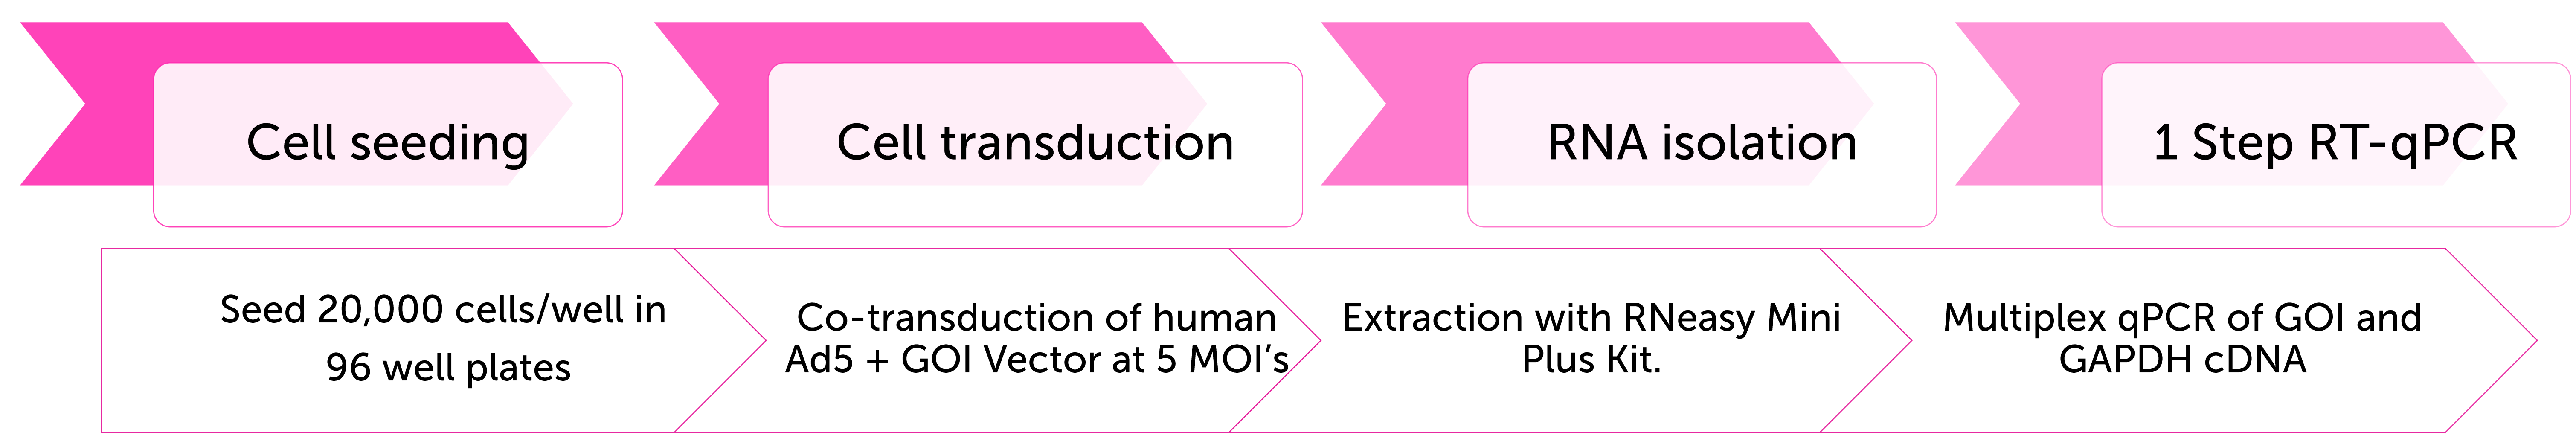 Cell seeding
Cell transduction
RNA isolation
1 Step RT-qPCR
Seed 20,000 cells/well in
96 well plates
Co-transduction of human
Ad5 + GOI Vector at 5 MOI's
Extraction with RNeasy Mini
Plus Kit.
Multiplex qPCR of GOI and
GAPDH cDNA